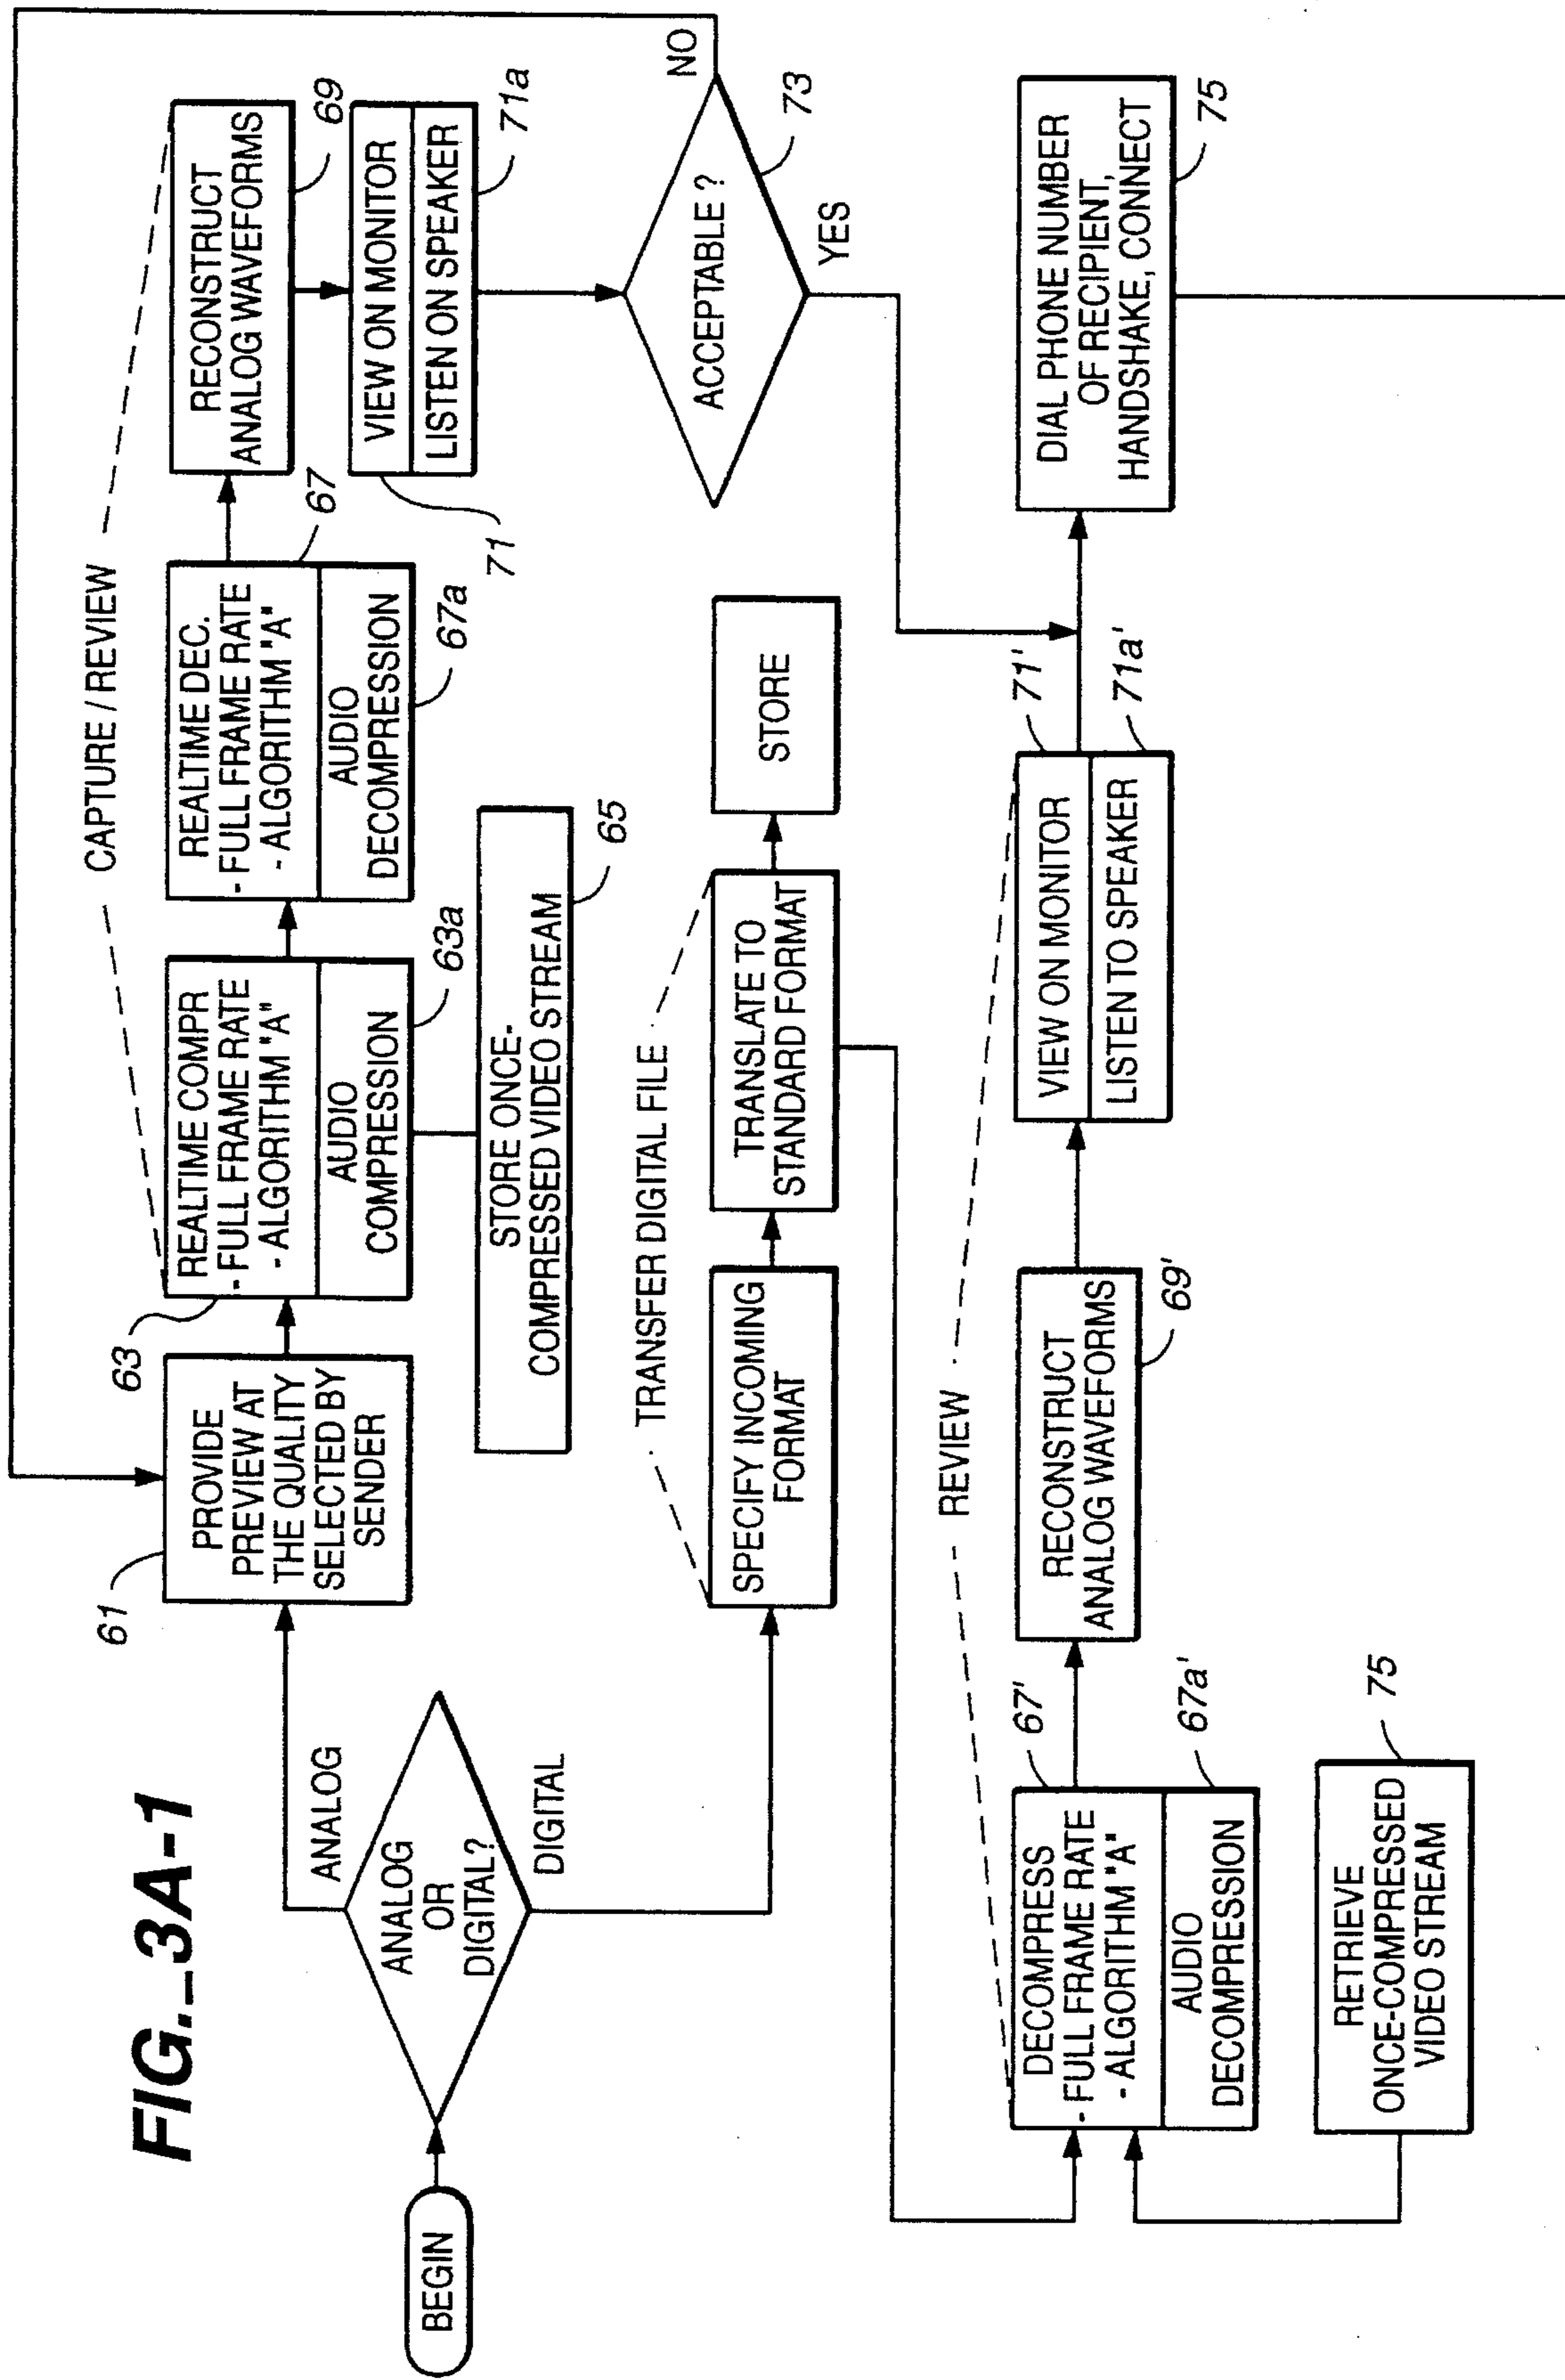 FIG._3A-1
BEGIN
ANALOG
OR
DIGITAL?
ANALOG
DIGITAL
61
PROVIDE
PREVIEW AT
THE QUALITY
SELECTED BY
SENDER
CAPTURE / REVIEW
63
REALTIME COMPR
- FULL FRAME RATE
- ALGORITHM "A"
AUDIO
COMPRESSION
63a
STORE ONCE-
COMPRESSED VIDEO STREAM
65
REALTIME DEC.
- FULL FRAME RATE
- ALGORITHM "A"
67
AUDIO
DECOMPRESSION
67a
RECONSTRUCT
ANALOG WAVEFORMS
69
VIEW ON MONITOR
LISTEN ON SPEAKER
71
71a
ACCEPTABLE ?
73
NO
YES
TRANSFER DIGITAL FILE
SPECIFY INCOMING
FORMAT
TRANSLATE TO
STANDARD FORMAT
STORE
REVIEW
DECOMPRESS
- FULL FRAME RATE
- ALGORITHM "A"
67'
AUDIO
DECOMPRESSION
67a'
RETRIEVE
ONCE-COMPRESSED
VIDEO STREAM
75
RECONSTRUCT
ANALOG WAVEFORMS
69'
VIEW ON MONITOR
71'
LISTEN TO SPEAKER
71a'
DIAL PHONE NUMBER
OF RECIPIENT,
HANDSHAKE, CONNECT
75